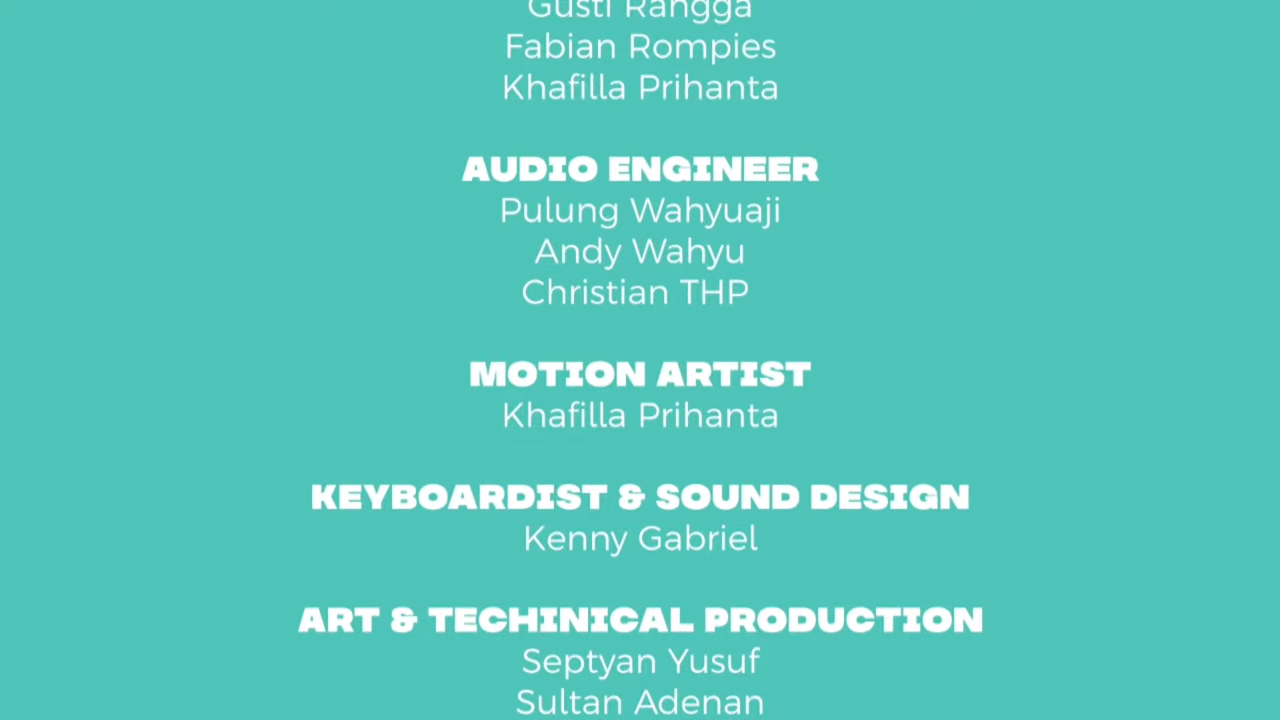 Gusti Rangga
Fabian Rompies
Khafilla Prihanta
AUDIO ENGINEER
Pulung Wahyuaji
Andy Wahyu
Christian THP
MOTION ARTIST
Khafilla Prihanta
KEYBOARDIST & SOUND DESIGN
Kenny Gabriel
ART & TECHINICAL PRODUCTION
Septyan Yusuf
Sultan Adenan